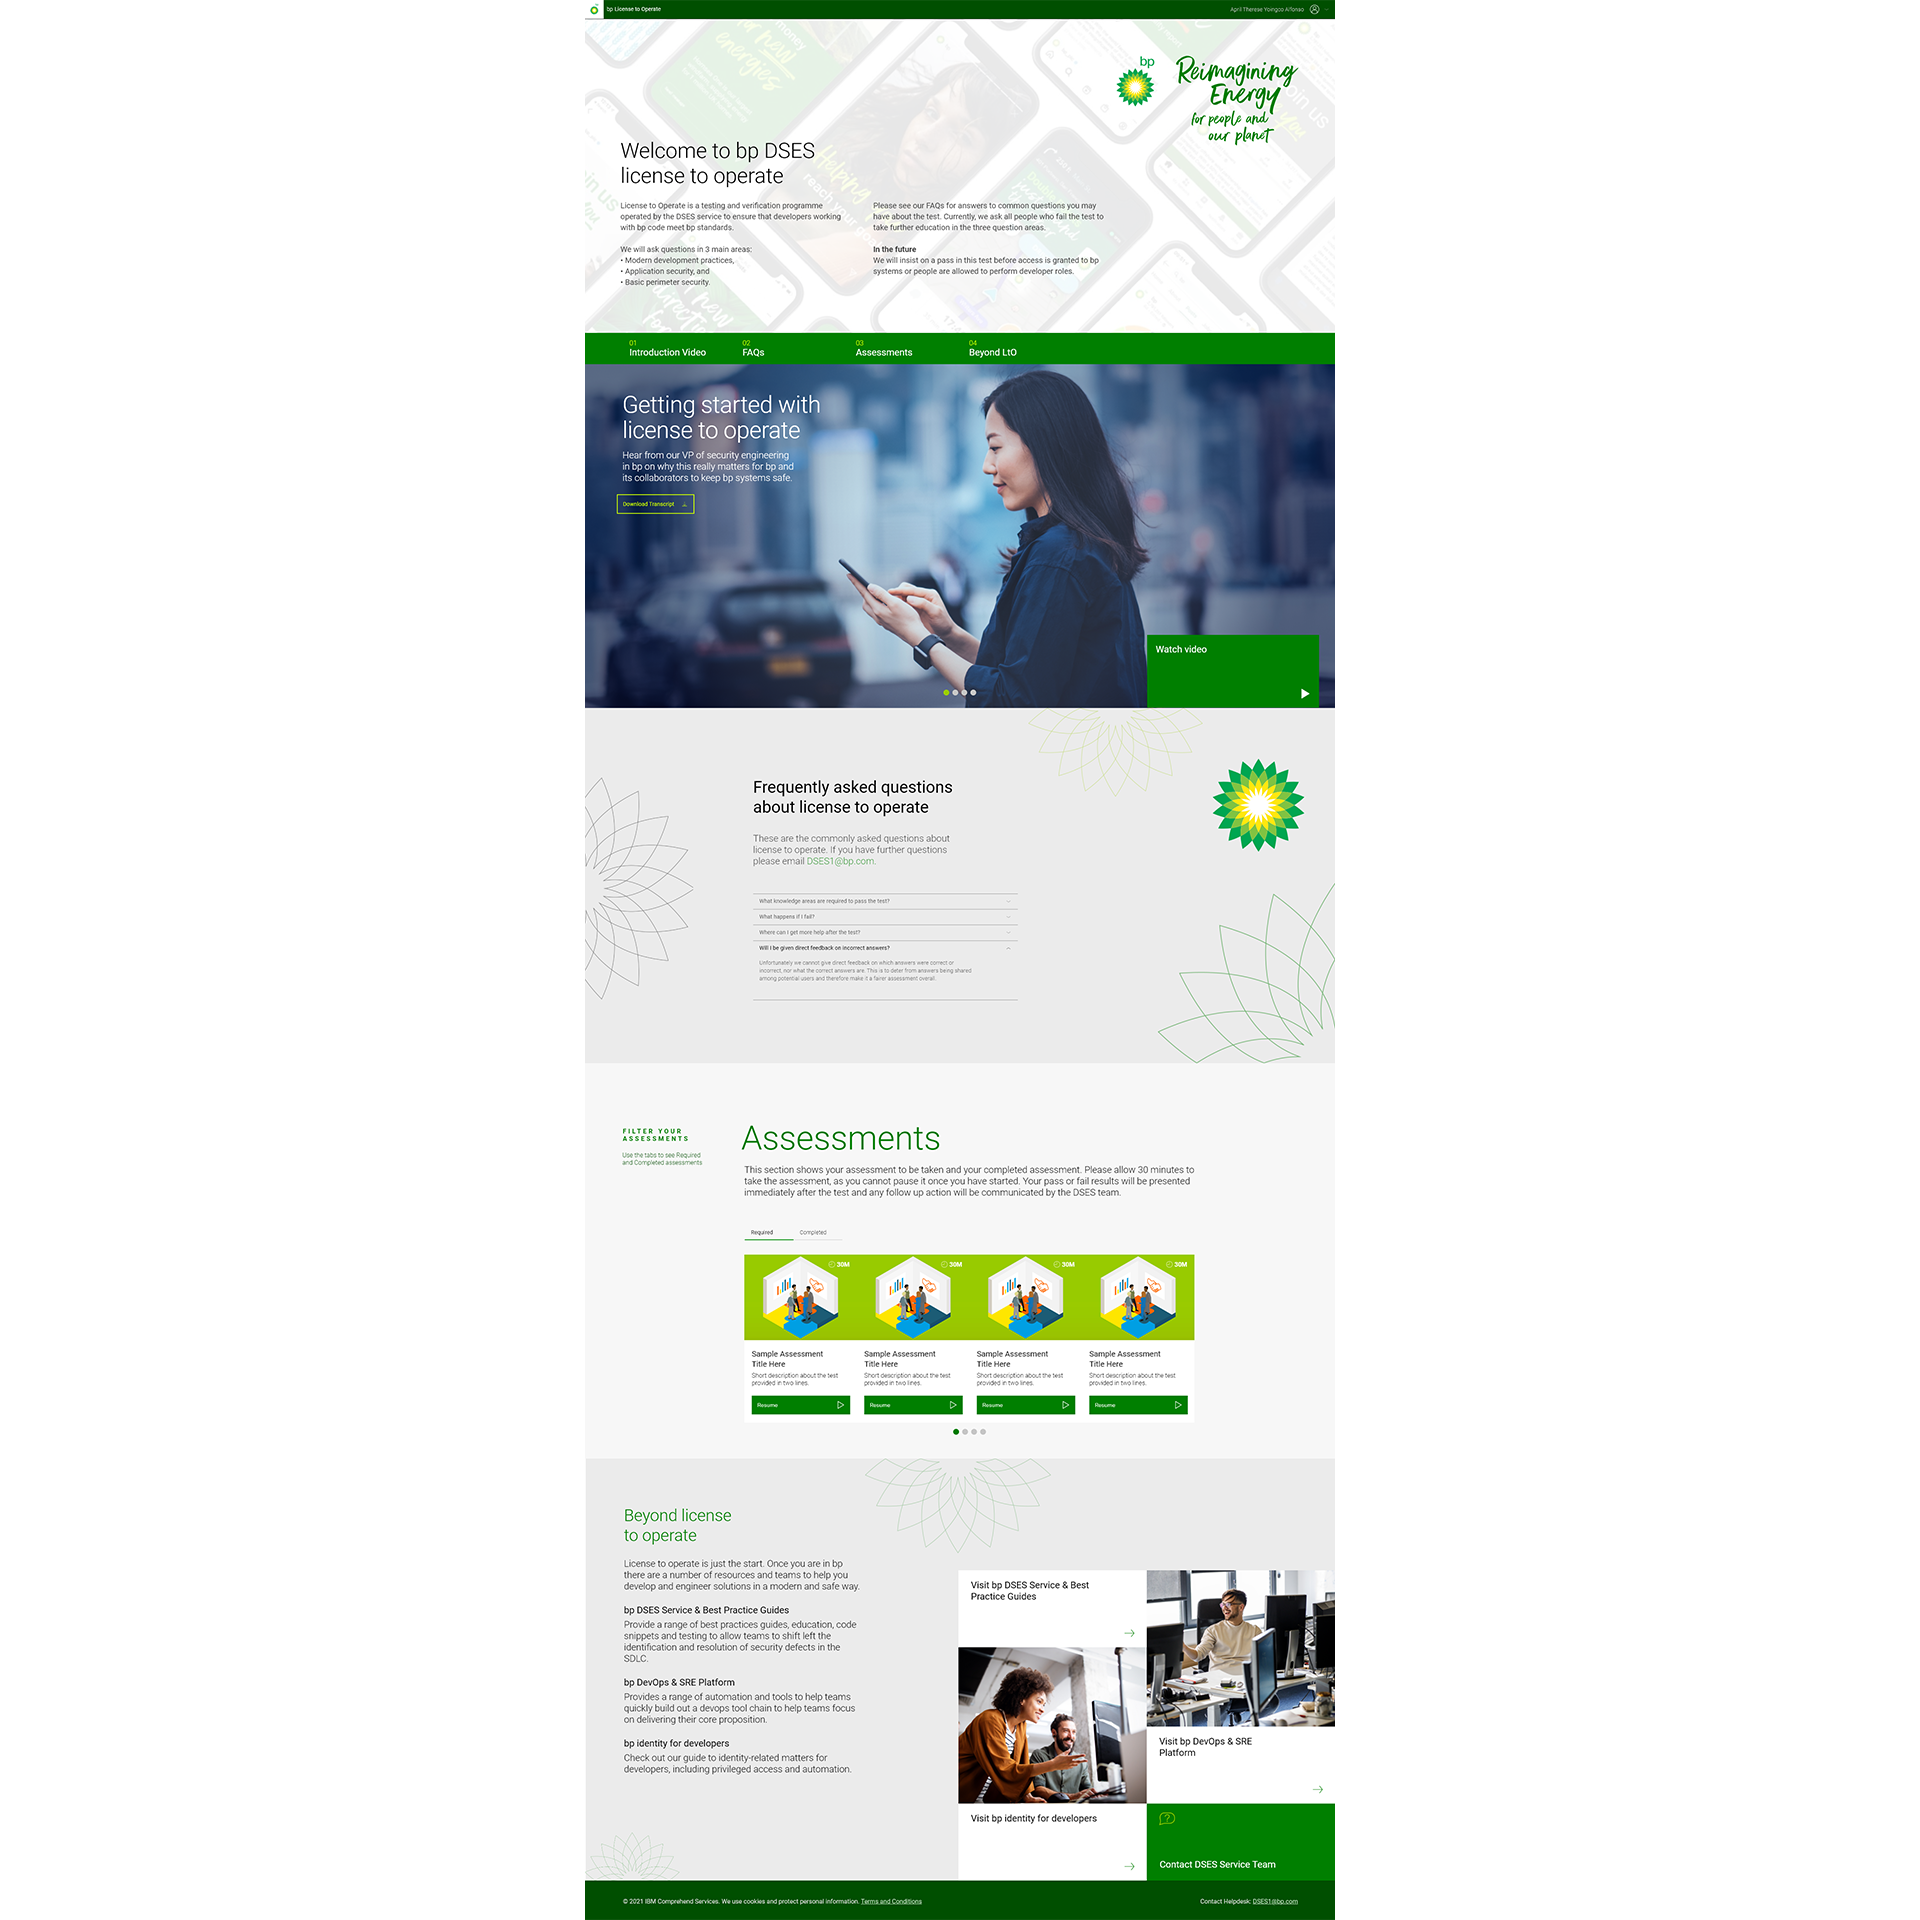 bp License to Operate
April Therese Yoingco Alfonso
bp
Reimagining
Energy
for people and
our planet
Welcome to bp DSES
license to operate
License to Operate is a testing and verification programme
operated by the DSES service to ensure that developers working
with bp code meet bp standards.
We will ask questions in 3 main areas:
• Modern development practices,
• Application security, and
• Basic perimeter security.
Please see our FAQs for answers to common questions you may
have about the test. Currently, we ask all people who fail the test to
take further education in the three question areas.
In the future
We will insist on a pass in this test before access is granted to bp
systems or people are allowed to perform developer roles.
01
Introduction Video
02
FAQs
03
Assessments
04
Beyond LtO
Getting started with
license to operate
Hear from our VP of security engineering
in bp on why this really matters for bp and
its collaborators to keep bp systems safe.
Download Transcript
Watch video
Frequently asked questions
about license to operate
These are the commonly asked questions about
license to operate. If you have further questions
please email DSES1@bp.com.
What knowledge areas are required to pass the test?
What happens if I fail?
Where can I get more help after the test?
Will I be given direct feedback on incorrect answers?
Unfortunately we cannot give direct feedback on which answers were correct or
incorrect, nor what the correct answers are. This is to deter from answers being shared
among potential users and therefore make it a fairer assessment overall.
FILTER YOUR
ASSESSMENTS
Use the tabs to see Required
and Completed assessments
Assessments
This section shows your assessment to be taken and your completed assessment. Please allow 30 minutes to
take the assessment, as you cannot pause it once you have started. Your pass or fail results will be presented
immediately after the test and any follow up action will be communicated by the DSES team.
Required
Completed
30M
30M
30M
30M
Sample Assessment
Title Here
Short description about the test
provided in two lines.
Resume
Sample Assessment
Title Here
Short description about the test
provided in two lines.
Resume
Sample Assessment
Title Here
Short description about the test
provided in two lines.
Resume
Sample Assessment
Title Here
Short description about the test
provided in two lines.
Resume
Beyond license
to operate
License to operate is just the start. Once you are in bp
there are a number of resources and teams to help you
develop and engineer solutions in a modern and safe way.
bp DSES Service & Best Practice Guides
Provide a range of best practices guides, education, code
snippets and testing to allow teams to shift left the
identification and resolution of security defects in the
SDLC.
bp DevOps & SRE Platform
Provides a range of automation and tools to help teams
quickly build out a devops tool chain to help teams focus
on delivering their core proposition.
bp identity for developers
Check out our guide to identity-related matters for
developers, including privileged access and automation.
Visit bp DSES Service & Best
Practice Guides
Visit bp DevOps & SRE
Platform
Visit bp identity for developers
Contact DSES Service Team
© 2021 IBM Comprehend Services. We use cookies and protect personal information. Terms and Conditions
Contact Helpdesk: DSES1@bp.com